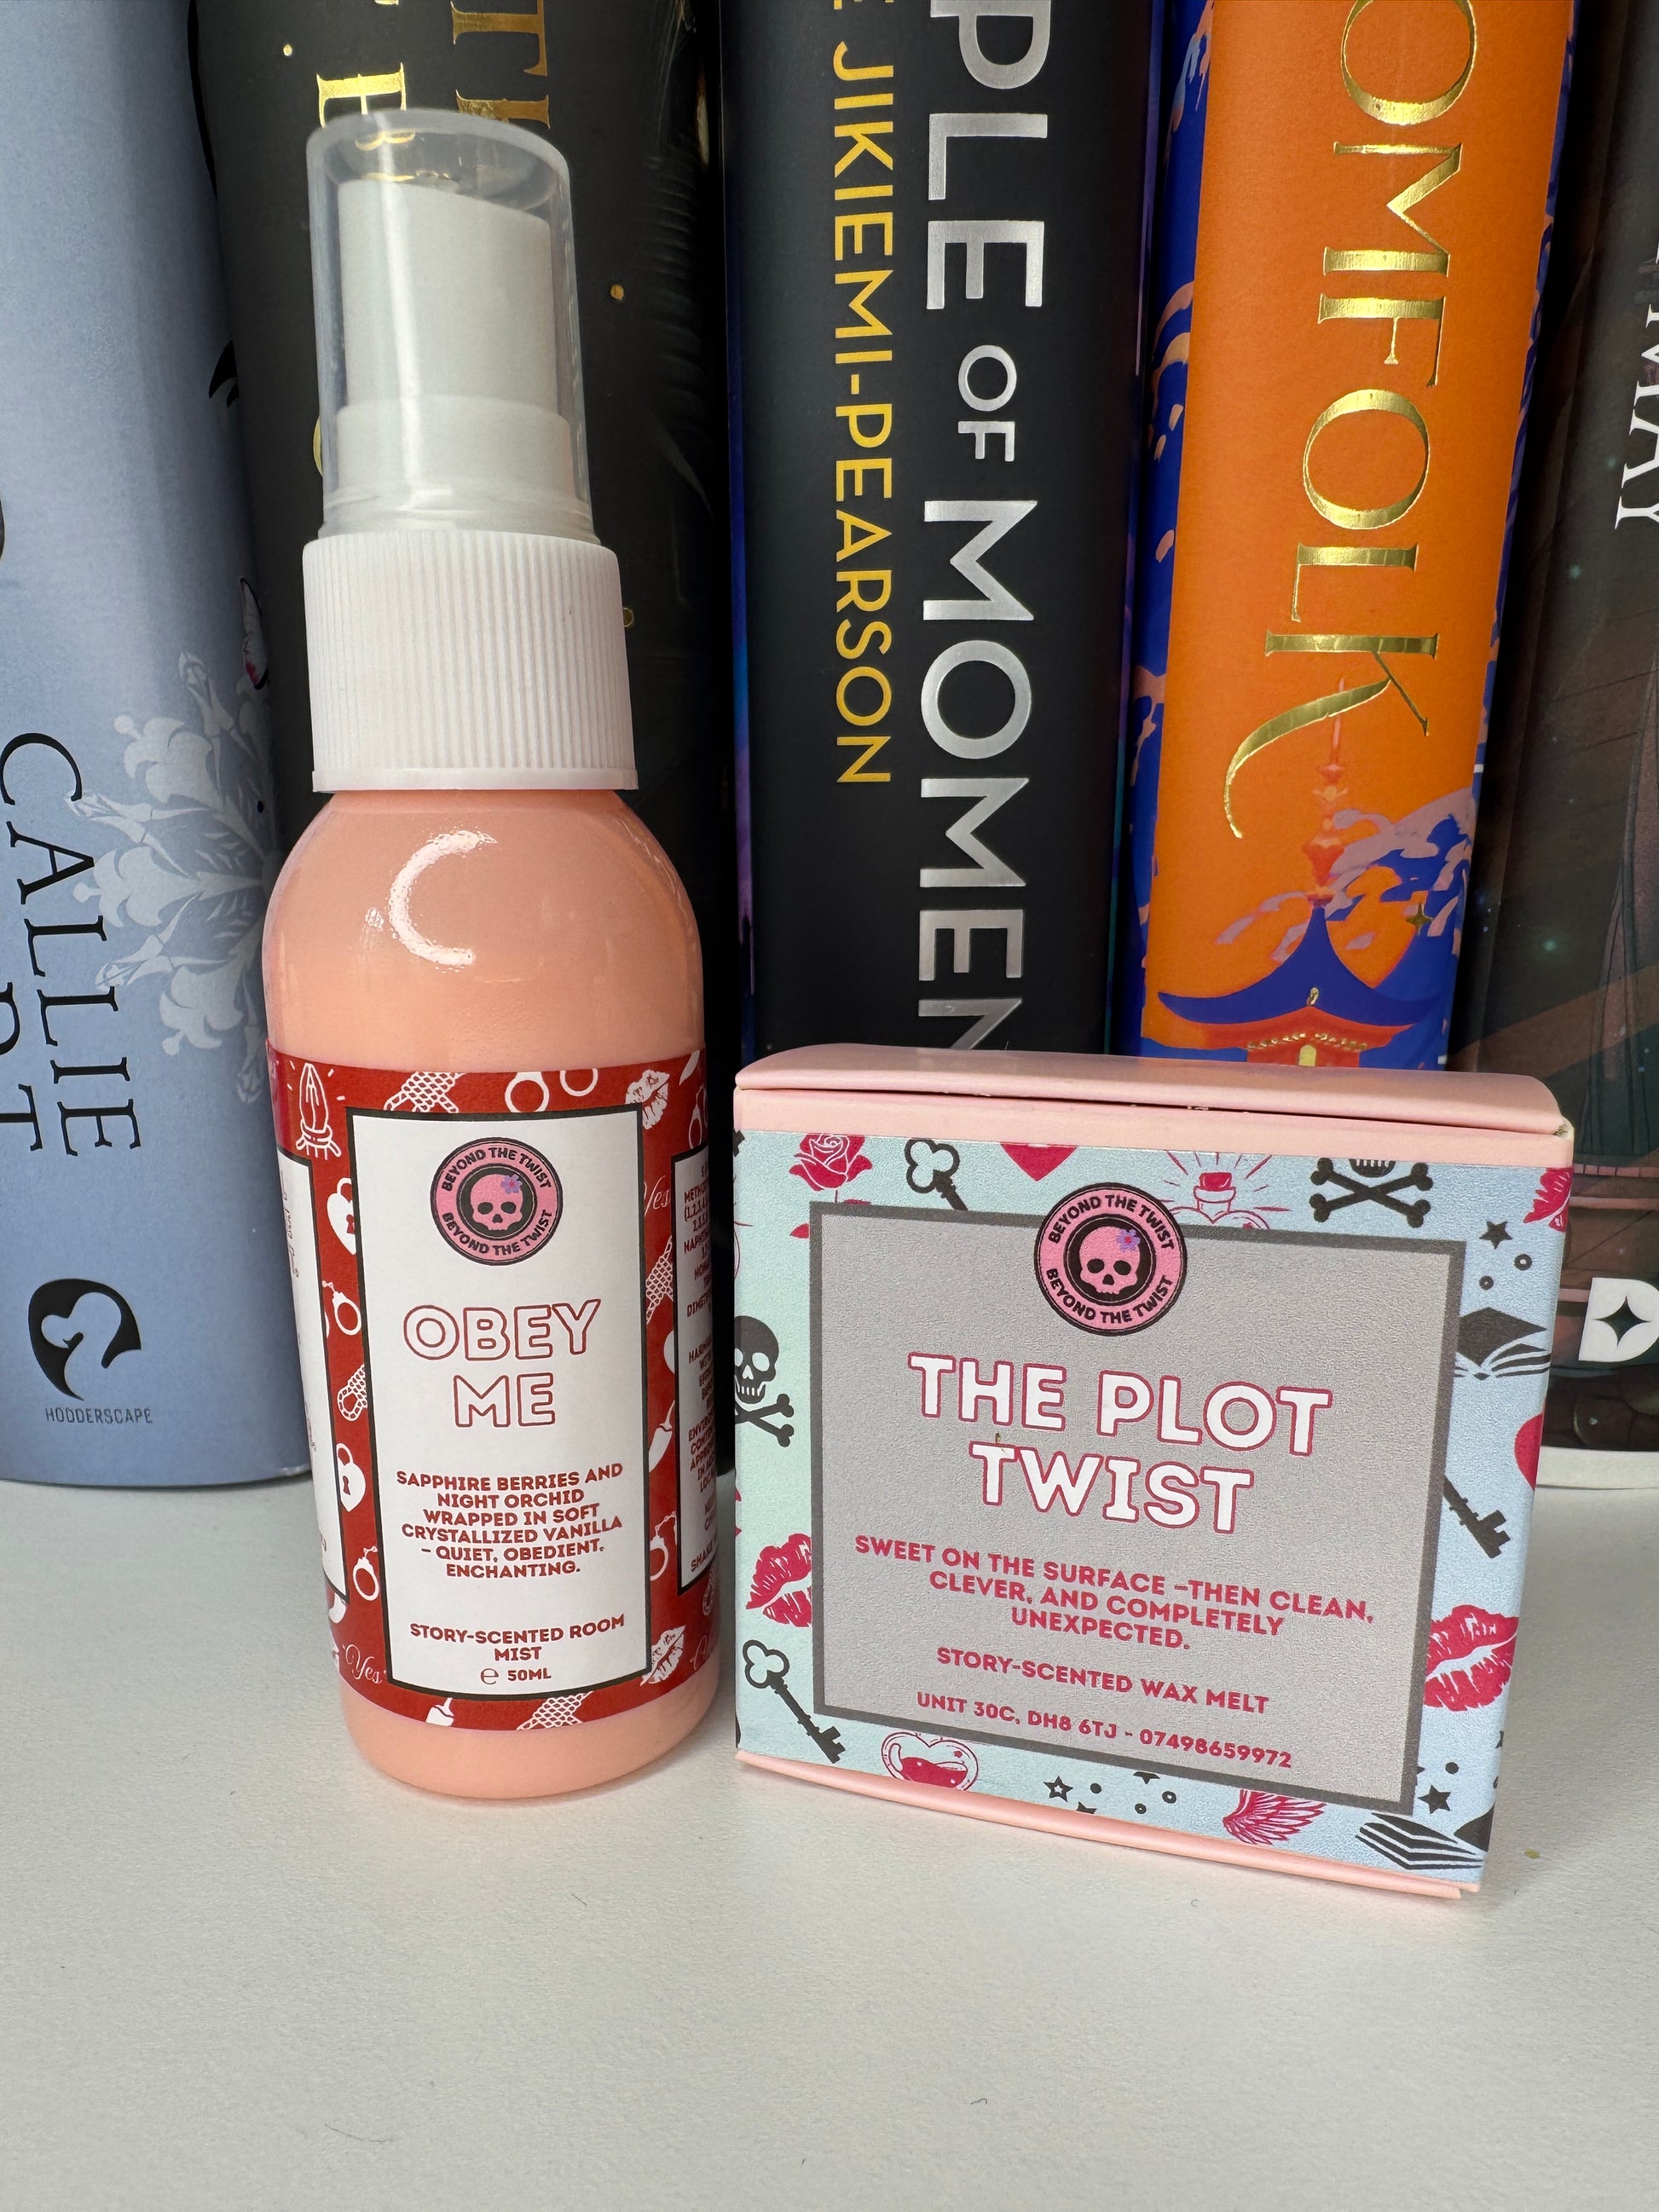 PLE OF MOMEN
JIKIEMI-PEARSON
OMFOLK
MAY
CALLIE
HODDERSCAPE
BEYOND THE TWIST
BEYOND THE TWIST
OBEY
ME
SAPPHIRE BERRIES AND
NIGHT ORCHID
WRAPPED IN SOFT
CRYSTALLIZED VANILLA
– QUIET, OBEDIENT,
ENCHANTING.
STORY-SCENTED ROOM
MIST
℮ 50ML
Yes
Yes
BEYOND THE TWIST
BEYOND THE TWIST
THE PLOT
TWIST
SWEET ON THE SURFACE –THEN CLEAN,
CLEVER, AND COMPLETELY
UNEXPECTED.
STORY-SCENTED WAX MELT
UNIT 30C, DH8 6TJ - 07498659972